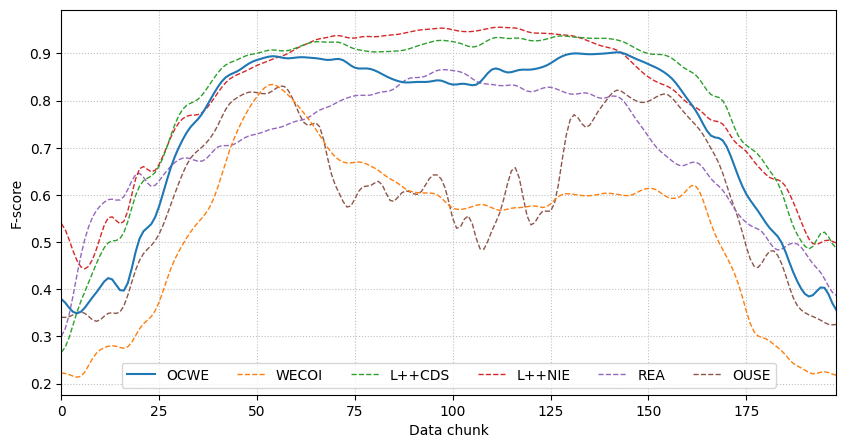 F-score
0.9
0.8
0.7
0.6
0.5
0.4
0.3
0.2
OCWE WECOI L++CDS L++NIE REA OUSE
0 25 50 75 100 125 150 175
Data chunk